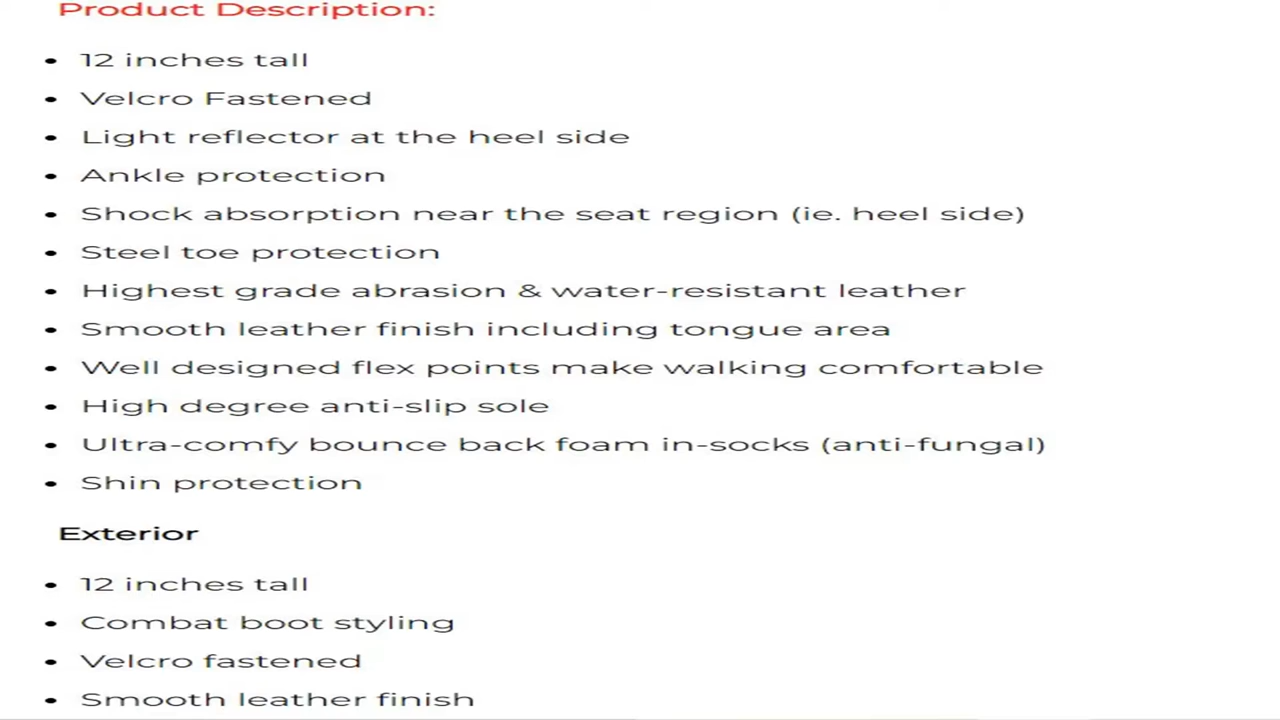 Product Description:
12 inches tall
Velcro Fastened
Light reflector at the heel side
Ankle protection
Shock absorption near the seat region (ie. heel side)
Steel toe protection
Highest grade abrasion & water-resistant leather
Smooth leather finish including tongue area
Well designed flex points make walking comfortable
High degree anti-slip sole
Ultra-comfy bounce back foam in-socks (anti-fungal)
Shin protection
Exterior
12 inches tall
Combat boot styling
Velcro fastened
Smooth leather finish